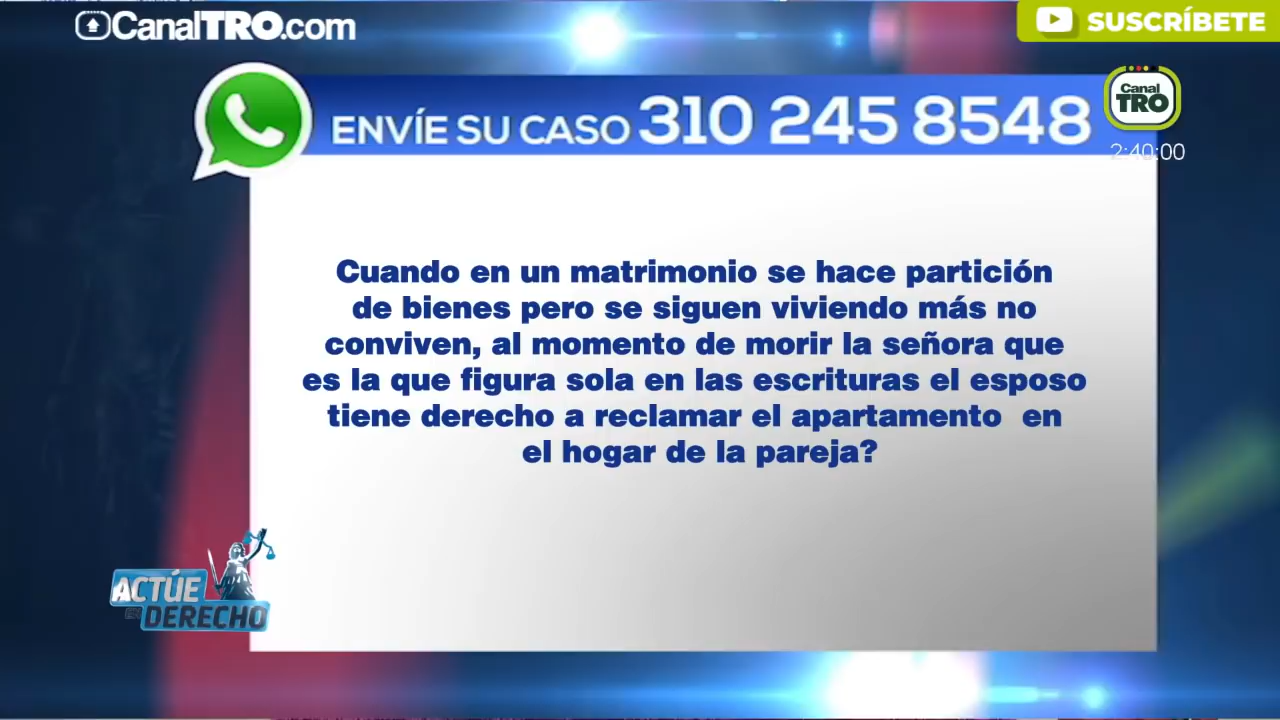 CanalTRO.com
SUSCRÍBETE
ENVÍE SU CASO 310 245 8548
Canal
TRO
2:40:00
Cuando en un matrimonio se hace partición
de bienes pero se siguen viviendo más no
conviven, al momento de morir la señora que
es la que figura sola en las escrituras el esposo
tiene derecho a reclamar el apartamento  en
el hogar de la pareja?
ACTÚE
EN DERECHO